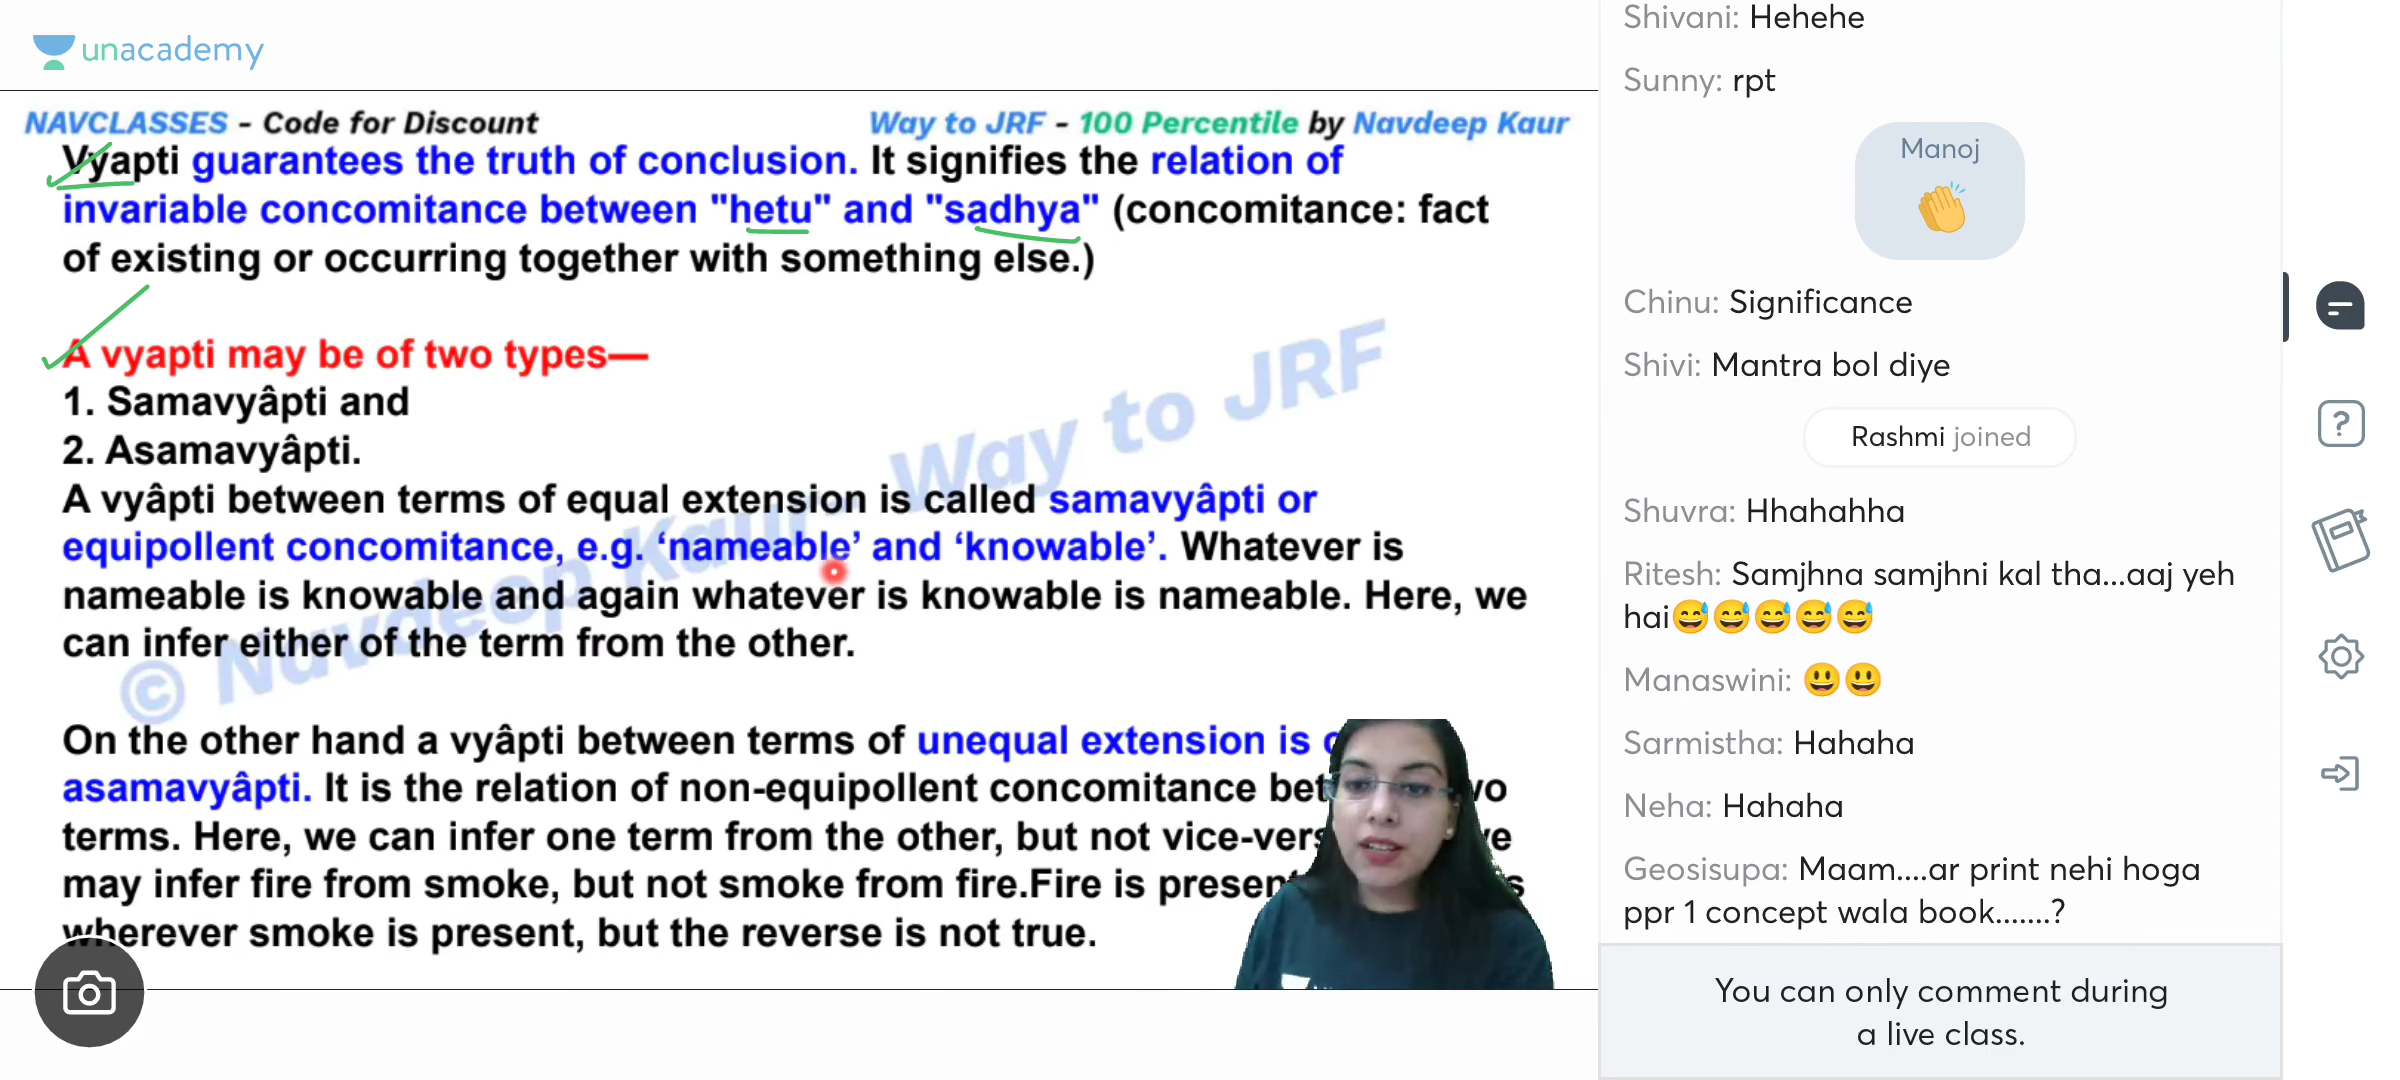 unacademy
NAVCLASSES - Code for Discount
Way to JRF - 100 Percentile by Navdeep Kaur
Vyapti guarantees the truth of conclusion. It signifies the relation of
invariable concomitance between "hetu" and "sadhya" (concomitance: fact
of existing or occurring together with something else.)
A vyapti may be of two types—
1. Samavyâpti and
2. Asamavyâpti.
A vyâpti between terms of equal extension is called samavyâpti or
equipollent concomitance, e.g. ‘nameable’ and ‘knowable’. Whatever is
nameable is knowable and again whatever is knowable is nameable. Here, we
can infer either of the term from the other.
On the other hand a vyâpti between terms of unequal extension is
asamavyâpti. It is the relation of non-equipollent concomitance
terms. Here, we can infer one term from the other, but not
may infer fire from smoke, but not smoke from fire.Fire is
wherever smoke is present, but the reverse is not true.
© Navdeep Kaur- Way to JRF
Shivani: Hehehe
Sunny: rpt
Manoj
Chinu: Significance
Shivi: Mantra bol diye
Rashmi joined
Shuvra: Hhahahha
Ritesh: Samjhna samjhni kal tha...aaj yeh
hai😅😅😅😅😅
Manaswini: 😃😃
Sarmistha: Hahaha
Neha: Hahaha
Geosisupa: Maam....ar print nehi hoga
ppr 1 concept wala book.......?
You can only comment during
a live class.